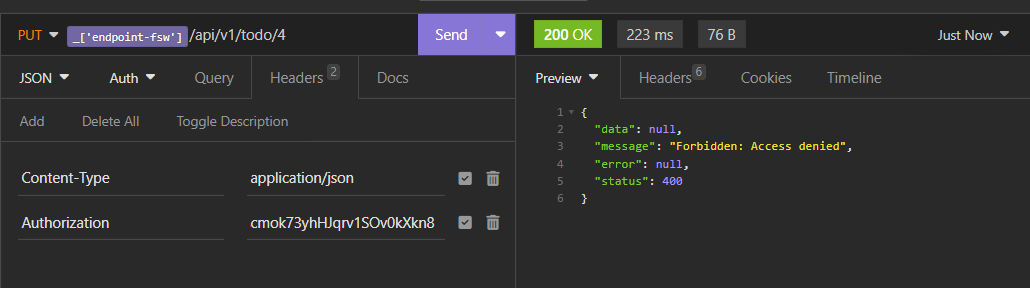 PUT _['endpoint-fsw']/api/v1/todo/4 Send
200 OK 223 ms 76 B Just Now
JSON Auth Query Headers 2 Docs
Preview Headers 6 Cookies Timeline
Add Delete All Toggle Description
Content-Type application/json
Authorization cmok73yhHJqrv1SOv0kXkn8
1 {
2 "data": null,
3 "message": "Forbidden: Access denied",
4 "error": null,
5 "status": 400
6 }